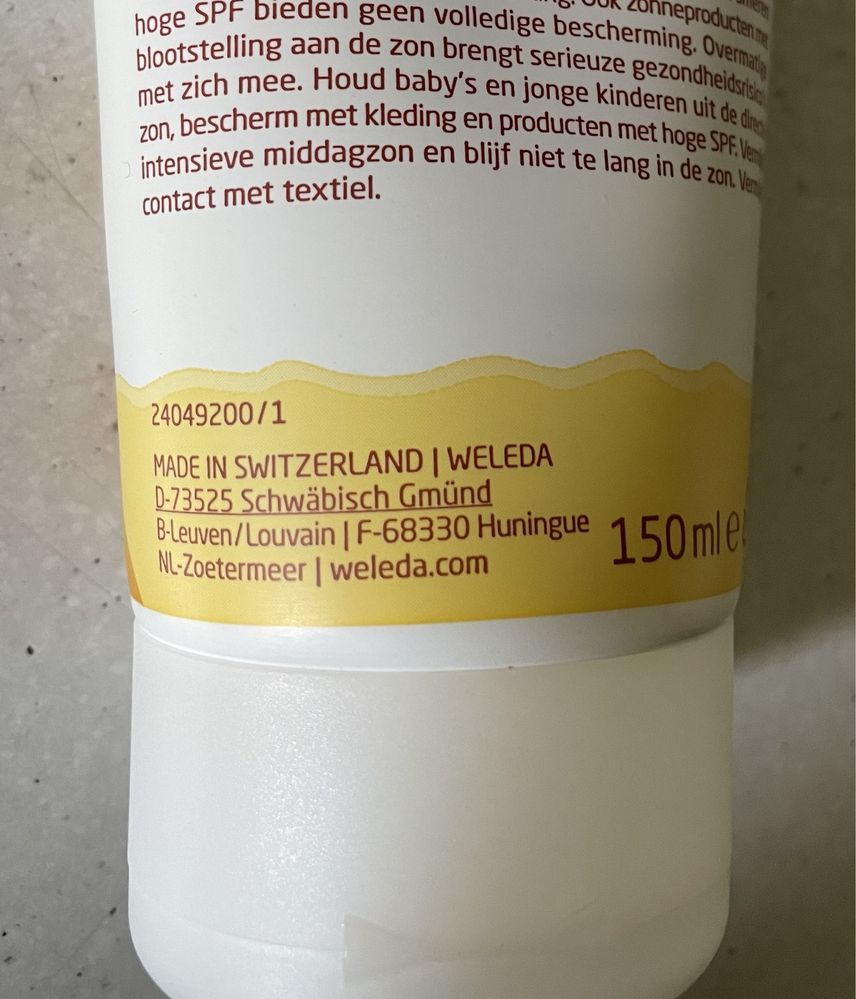 zonneproducten
hoge SPF bieden geen volledige bescherming.
blootstelling aan de zon brengt serieuze
met zich mee. Houd baby's en jonge kinderen uit de
zon, bescherm met kleding en producten met hoge SPF.
intensieve middagzon en blijf niet te lang in de zon.
contact met textiel.
24049200/1
MADE IN SWITZERLAND | WELEDA
D-73525 Schwäbisch Gmünd
B-Leuven/Louvain | F-68330 Huningue
150 ml e
NL-Zoetermeer | weleda.com